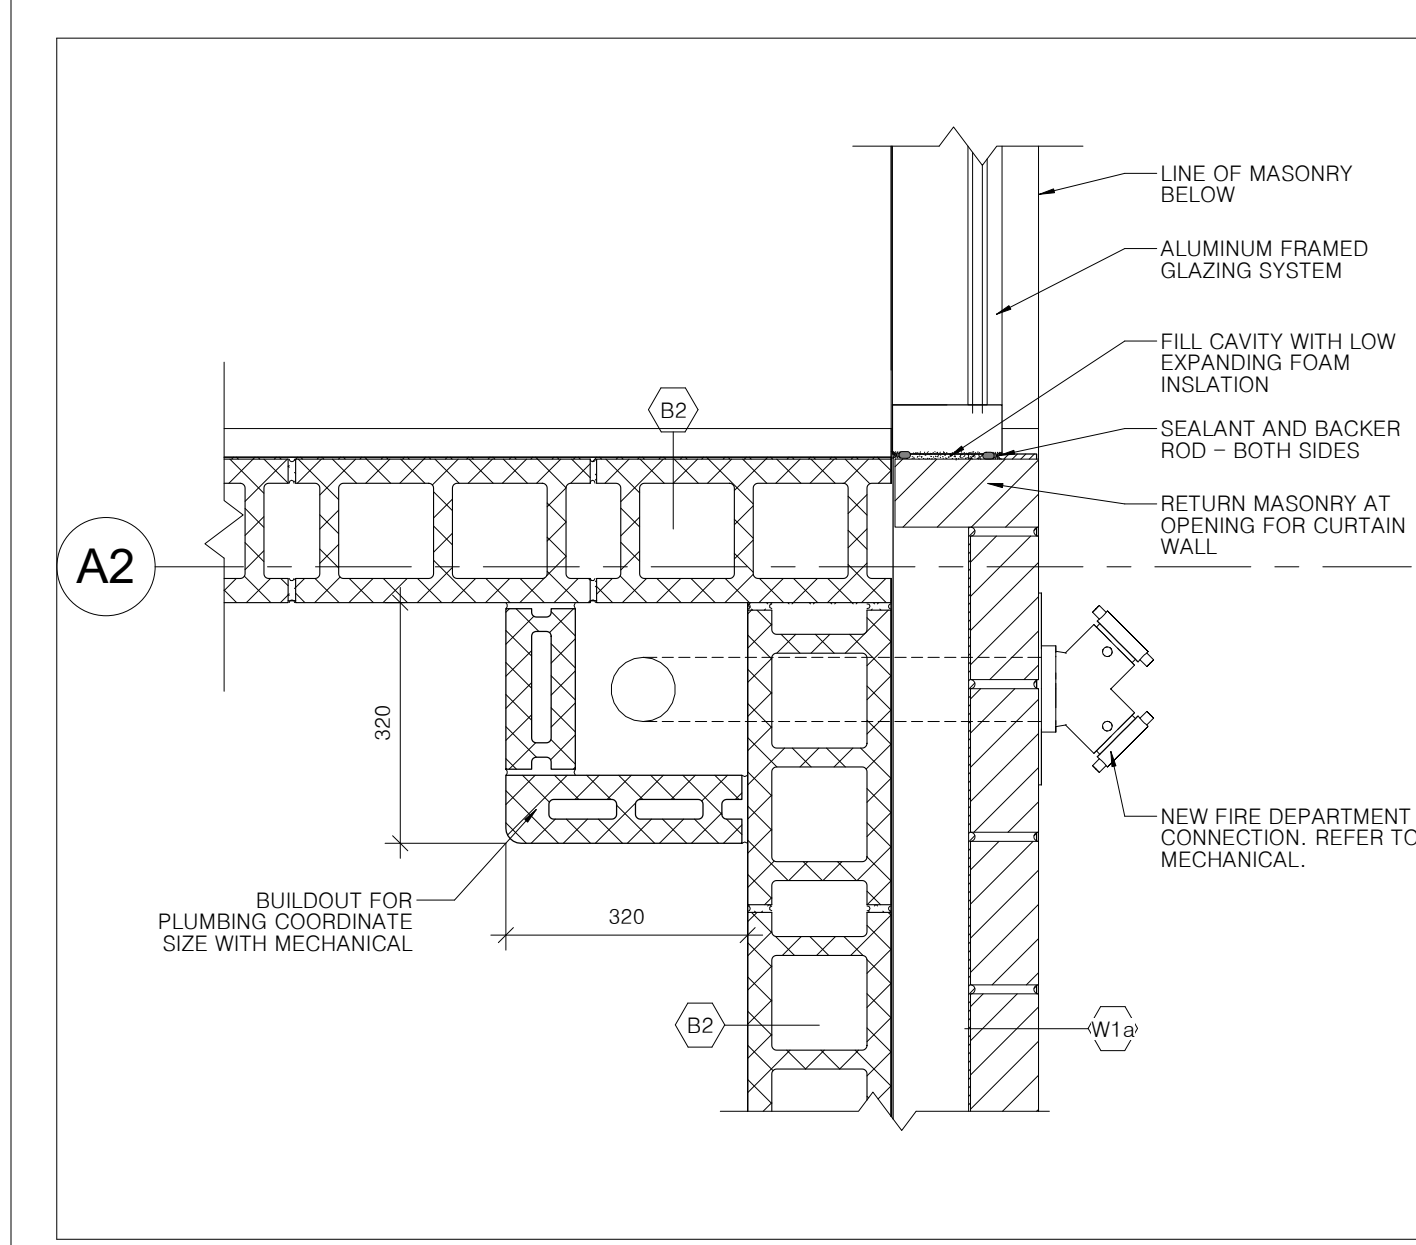 LINE OF MASONRY
BELOW
ALUMINUM FRAMED
GLAZING SYSTEM
FILL CAVITY WITH LOW
EXPANDING FOAM
INSLATION
B2
SEALANT AND BACKER
ROD – BOTH SIDES
RETURN MASONRY AT
OPENING FOR CURTAIN
WALL
A2
320
NEW FIRE DEPARTMENT
CONNECTION. REFER TO
MECHANICAL.
BUILDOUT FOR
PLUMBING COORDINATE
SIZE WITH MECHANICAL
320
B2
W1a